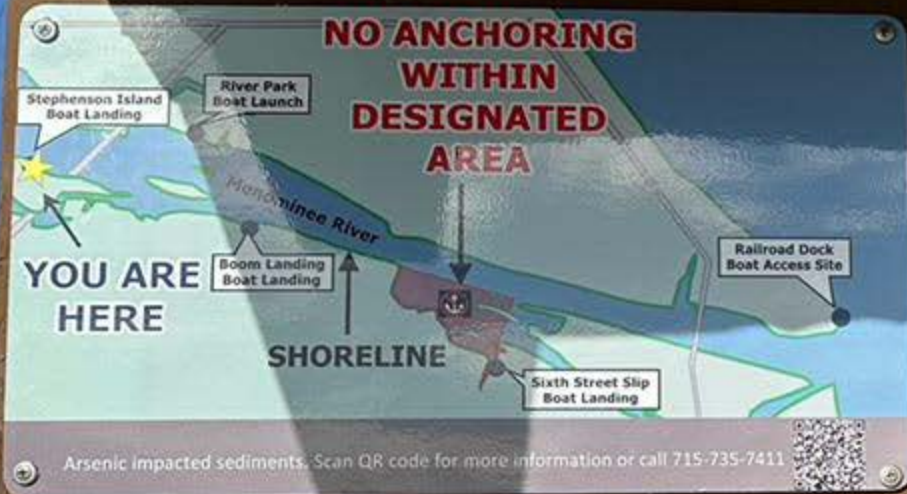 NO ANCHORING
WITHIN
DESIGNATED
AREA
Stephenson Island
Boat Landing
River Park
Boat Launch
Menominee River
YOU ARE
HERE
Boom Landing
Boat Landing
SHORELINE
Railroad Dock
Boat Access Site
Sixth Street Slip
Boat Landing
Arsenic impacted sediments. Scan QR code for more information or call 715-735-7411